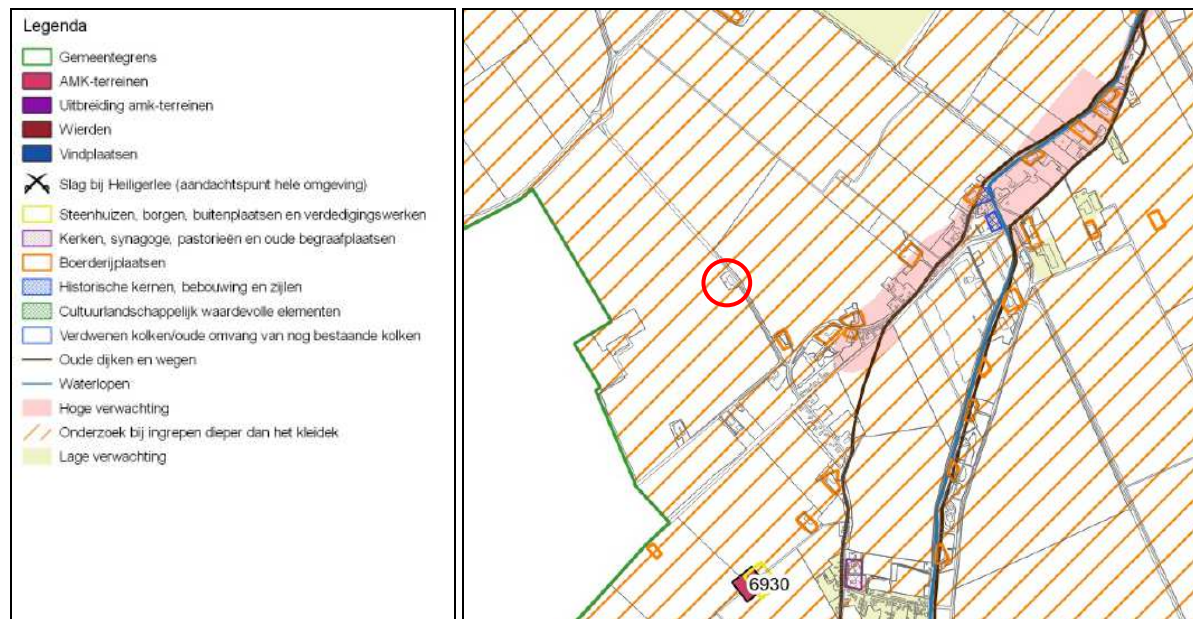 Legenda
Gemeentegrens
AMK-terreinen
Uitbreiding amk-terreinen
Wierden
Vindplaatsen
Slag bij Heiligerlee (aandachtspunt hele omgeving)
Steenhuizen, borgen, buitenplaatsen en verdedigingswerken
Kerken, synagoge, pastorieën en oude begraafplaatsen
Boerderijplaatsen
Historische kernen, bebouwing en zijlen
Cultuurlandschappelijk waardevolle elementen
Verdwenen kolken/oude omvang van nog bestaande kolken
Oude dijken en wegen
Waterlopen
Hoge verwachting
Onderzoek bij ingrepen dieper dan het kleidek
Lage verwachting
6930